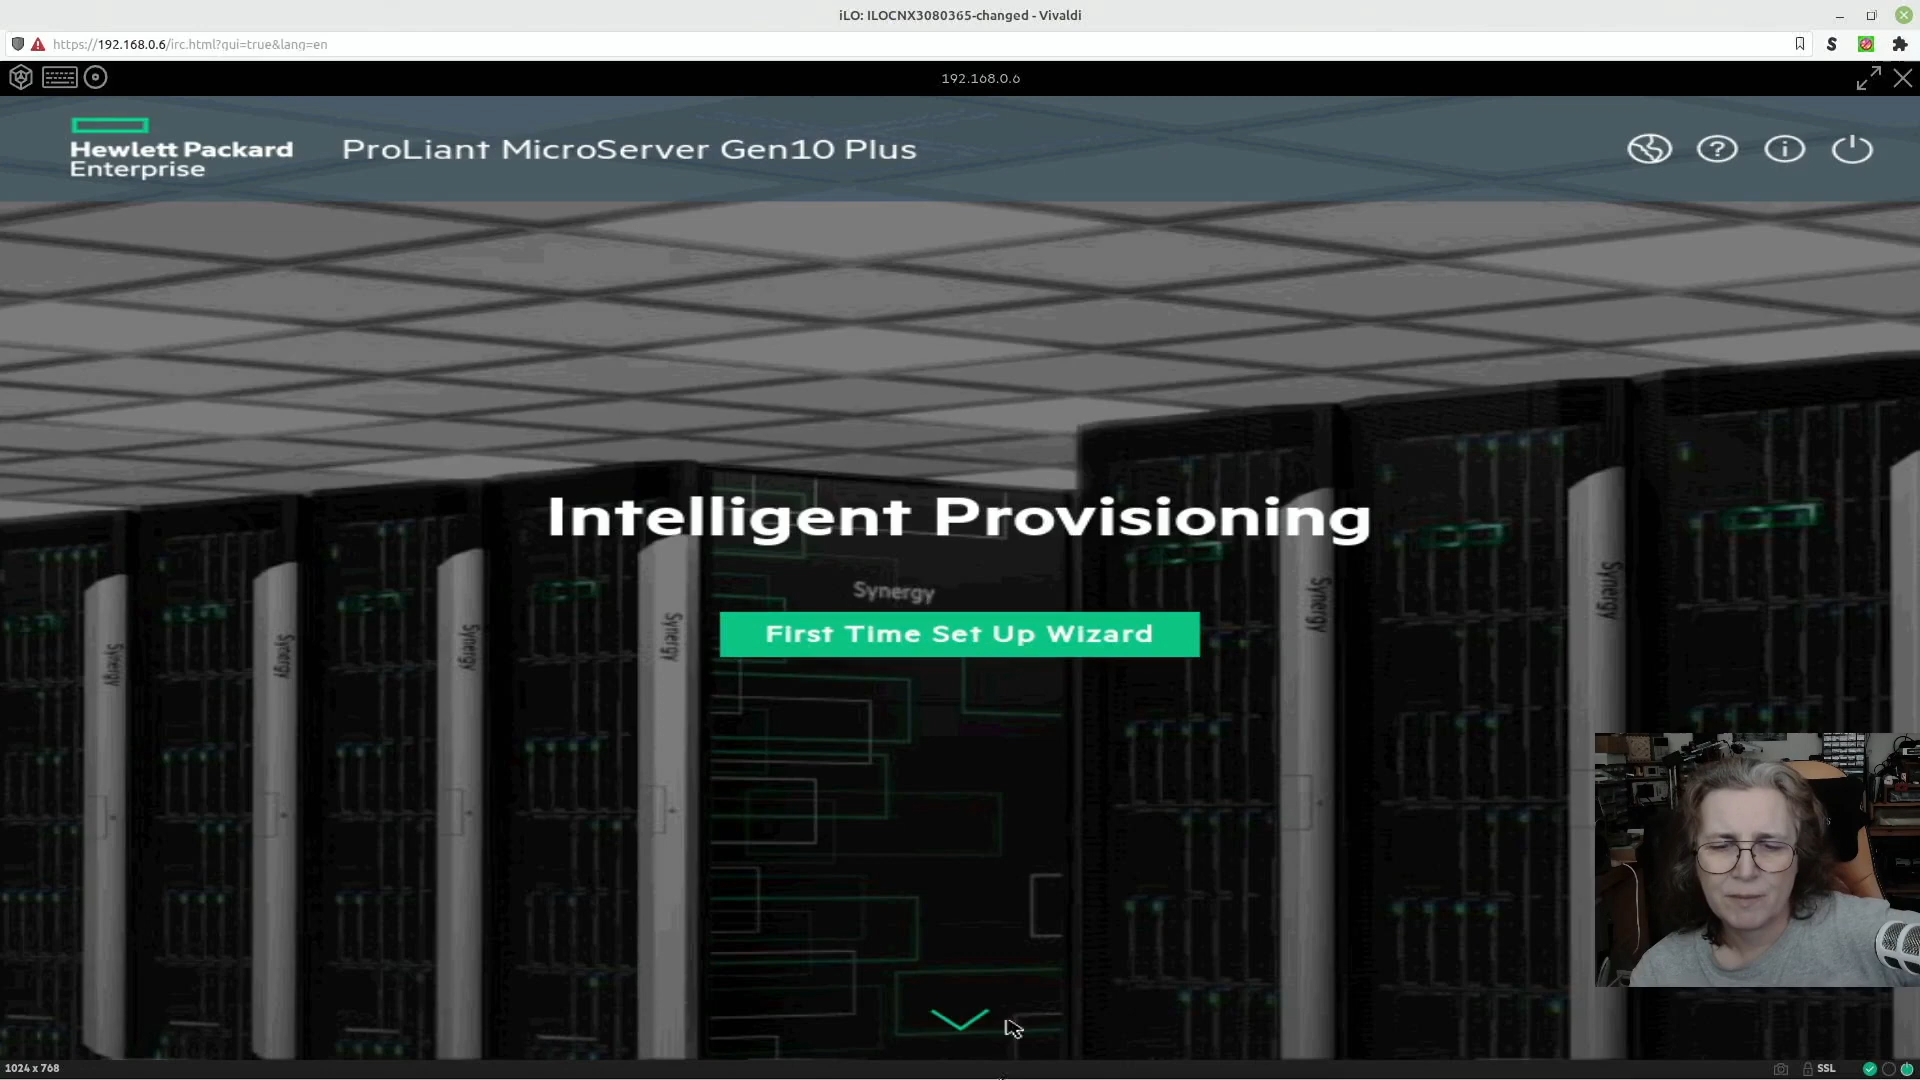 iLO: ILOCNX3080365-changed - Vivaldi
https://192.168.0.6/irc.html?gui=true&lang=en
S
192.168.0.6
Hewlett Packard
Enterprise
ProLiant MicroServer Gen10 Plus
Intelligent Provisioning
Synergy
First Time Set Up Wizard
Synergy
Synergy
Synergy
Synergy
Synergy
Synergy
1024 x 768
SSL